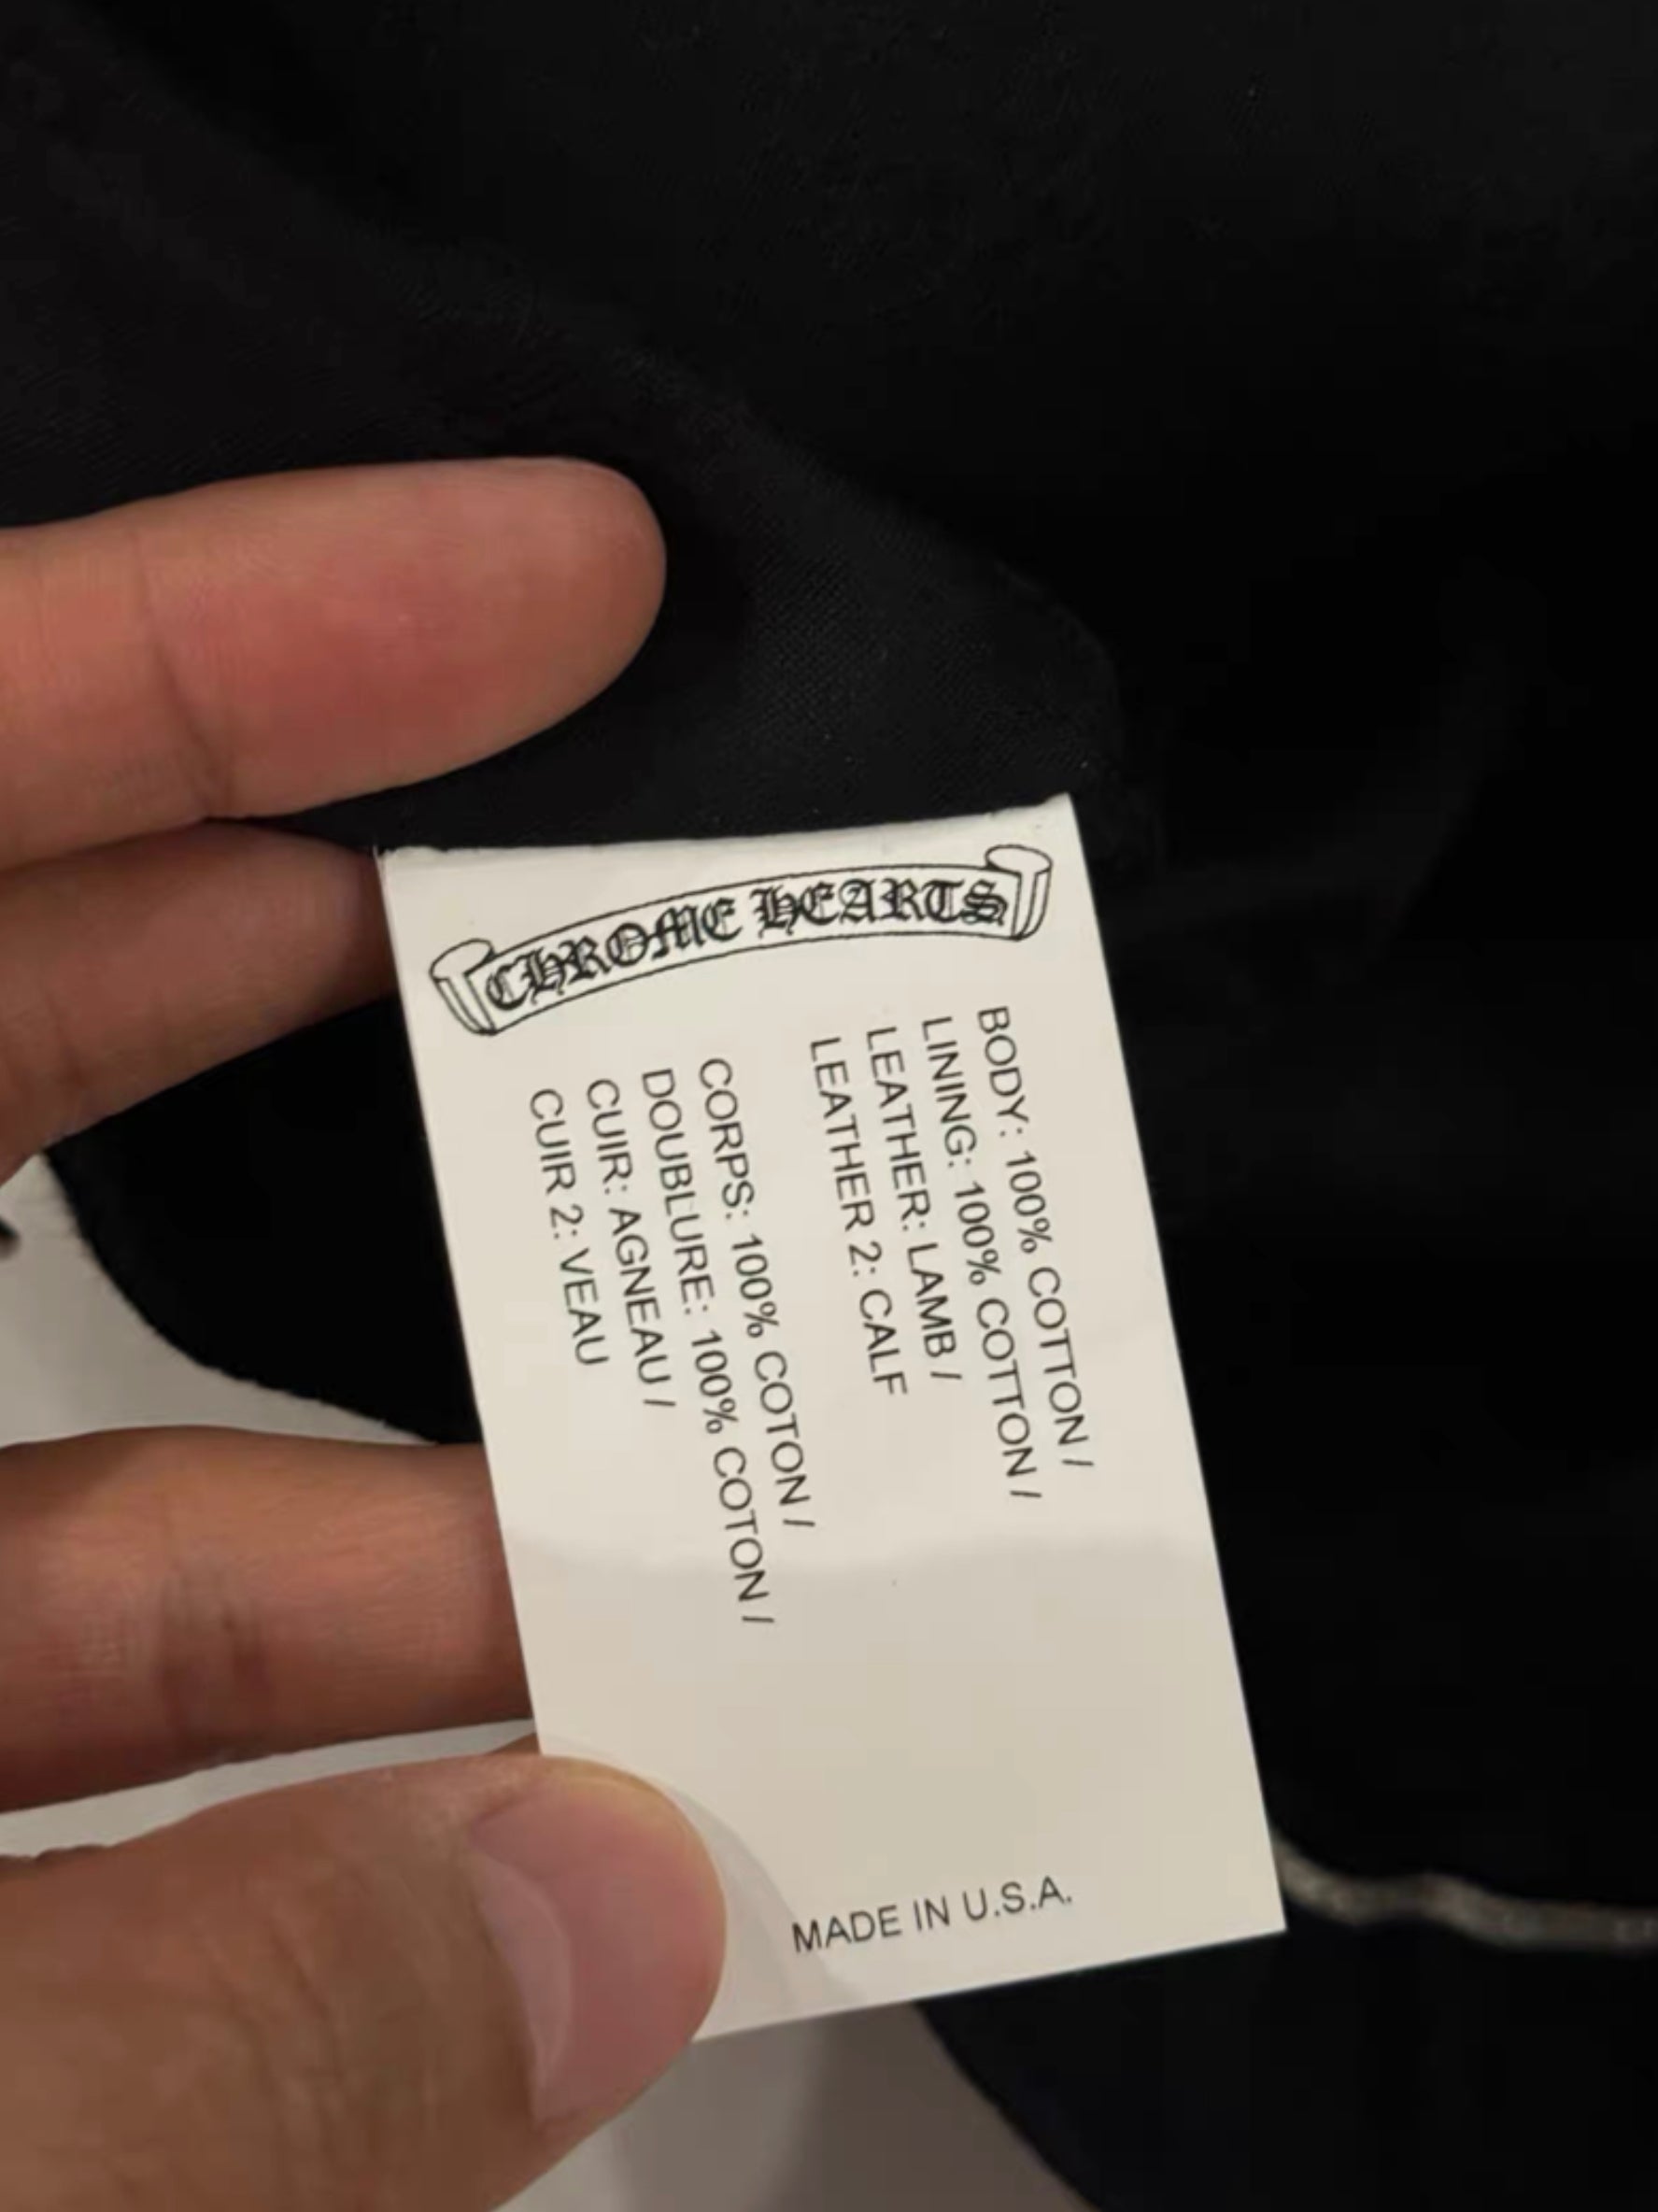 CHROME HEARTS
BODY: 100% COTTON /
LINING: 100% COTTON /
LEATHER: LAMB /
LEATHER 2: CALF
CORPS: 100% COTON /
DOUBLURE: 100% COTON /
CUIR: AGNEAU /
CUIR 2: VEAU
MADE IN U.S.A.